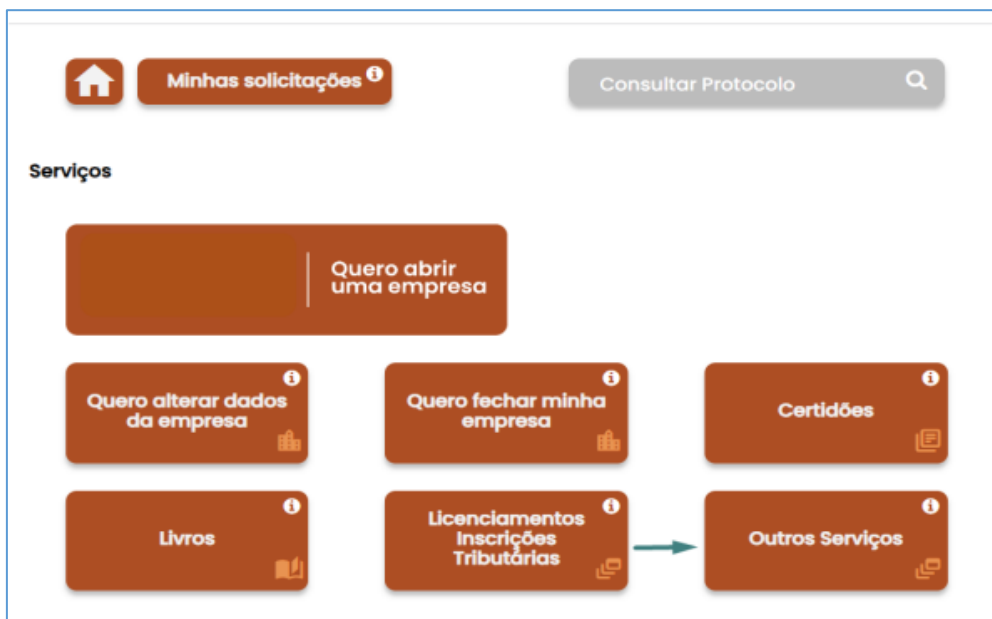 Minhas solicitações
Consultar Protocolo
Serviços
Quero abrir
uma empresa
Quero alterar dados
da empresa
Quero fechar minha
empresa
Certidões
Livros
Licenciamentos
Inscrições
Tributárias
Outros Serviços